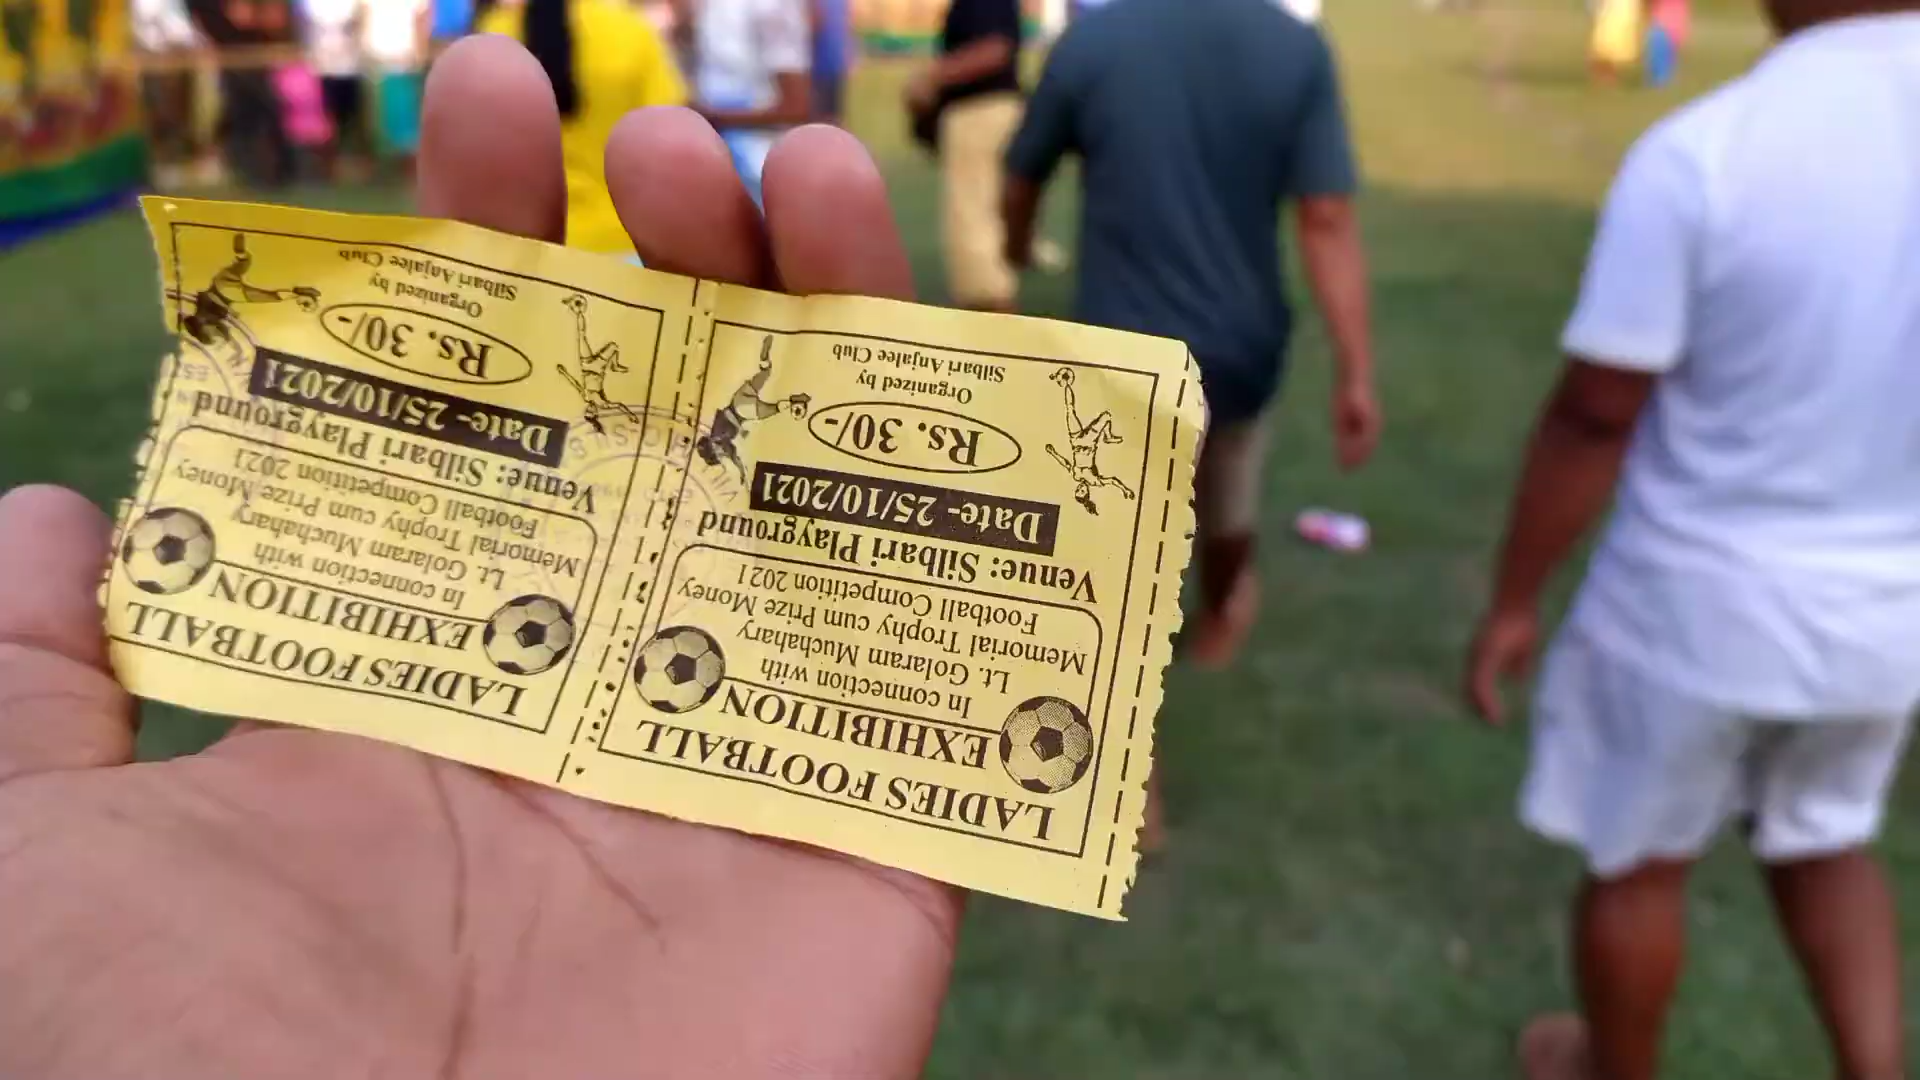 LADIES FOOTBALL
EXHIBITION
In connection with
Lt. Golaram Muchahary
Memorial Trophy cum Prize Money
Football Competition 2021
Venue: Silbari Playground
Date- 25/10/2021
Rs. 30/-
Organized by
Silbari Anjalee Club
LADIES FOOTBALL
EXHIBITION
In connection with
Lt. Golaram Muchahary
Memorial Trophy cum Prize Money
Football Competition 2021
Venue: Silbari Playground
Date- 25/10/2021
Rs. 30/-
Organized by
Silbari Anjalee Club